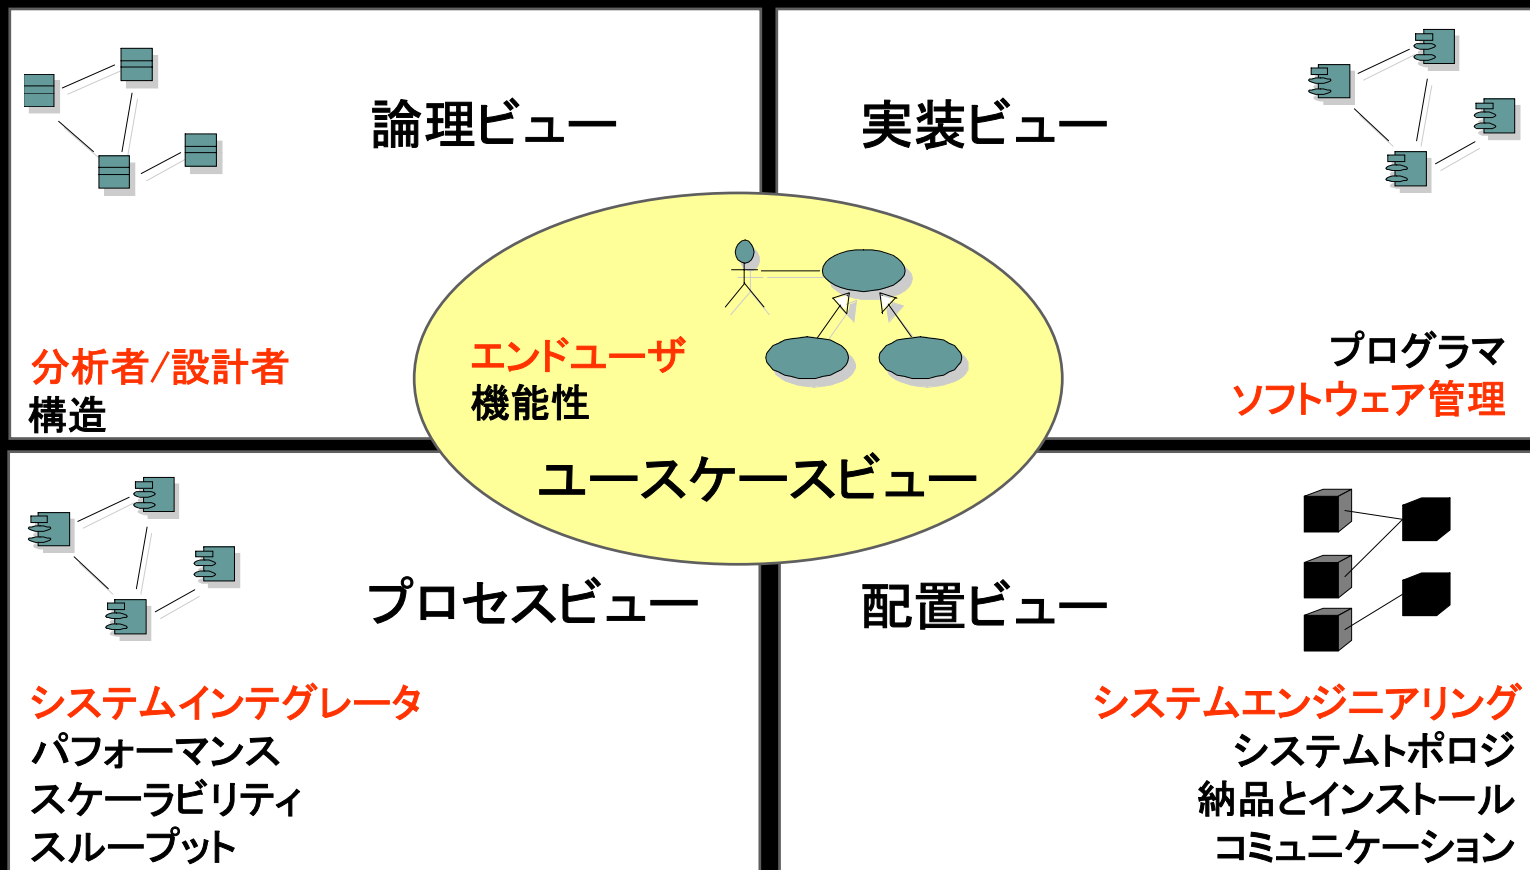 論理ビュー
分析者/設計者
構造
実装ビュー
プログラマ
ソフトウェア管理
エンドユーザ
機能性
ユースケースビュー
プロセスビュー
システムインテグレータ
パフォーマンス
スケーラビリティ
スループット
配置ビュー
システムエンジニアリング
システムトポロジ
納品とインストール
コミュニケーション